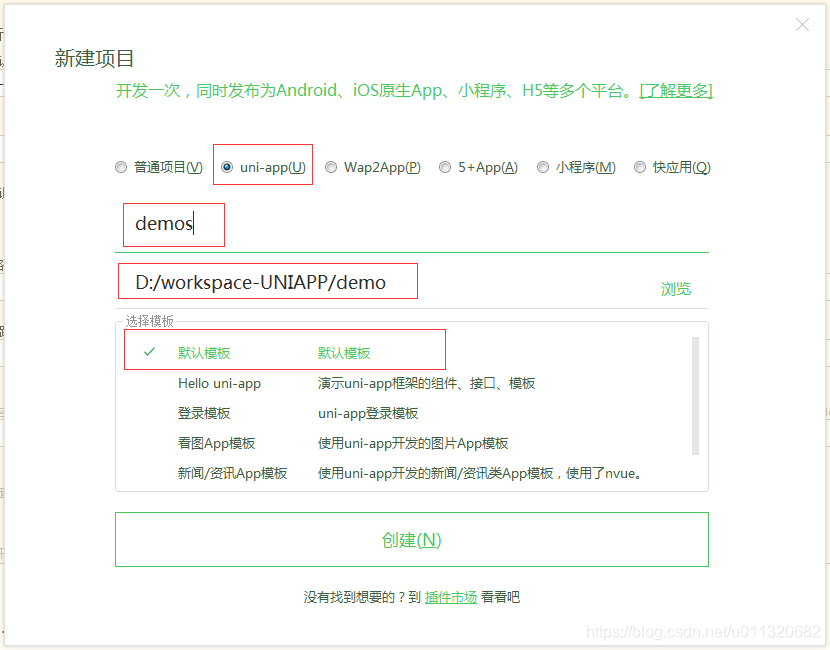 新建项目
开发一次，同时发布为Android、iOS原生App、小程序、H5等多个平台。[了解更多]
普通项目(V) uni-app(U) Wap2App(P) 5+App(A) 小程序(M) 快应用(Q)
demos
D:/workspace-UNIAPP/demo 浏览
选择模板
默认模板 默认模板
Hello uni-app 演示uni-app框架的组件、接口、模板
登录模板 uni-app登录模板
看图App模板 使用uni-app开发的图片App模板
新闻/资讯App模板 使用uni-app开发的新闻/资讯类App模板，使用了nvue。
创建(N)
没有找到想要的？到 插件市场 看看吧
https://blog.csdn.net/u011320682